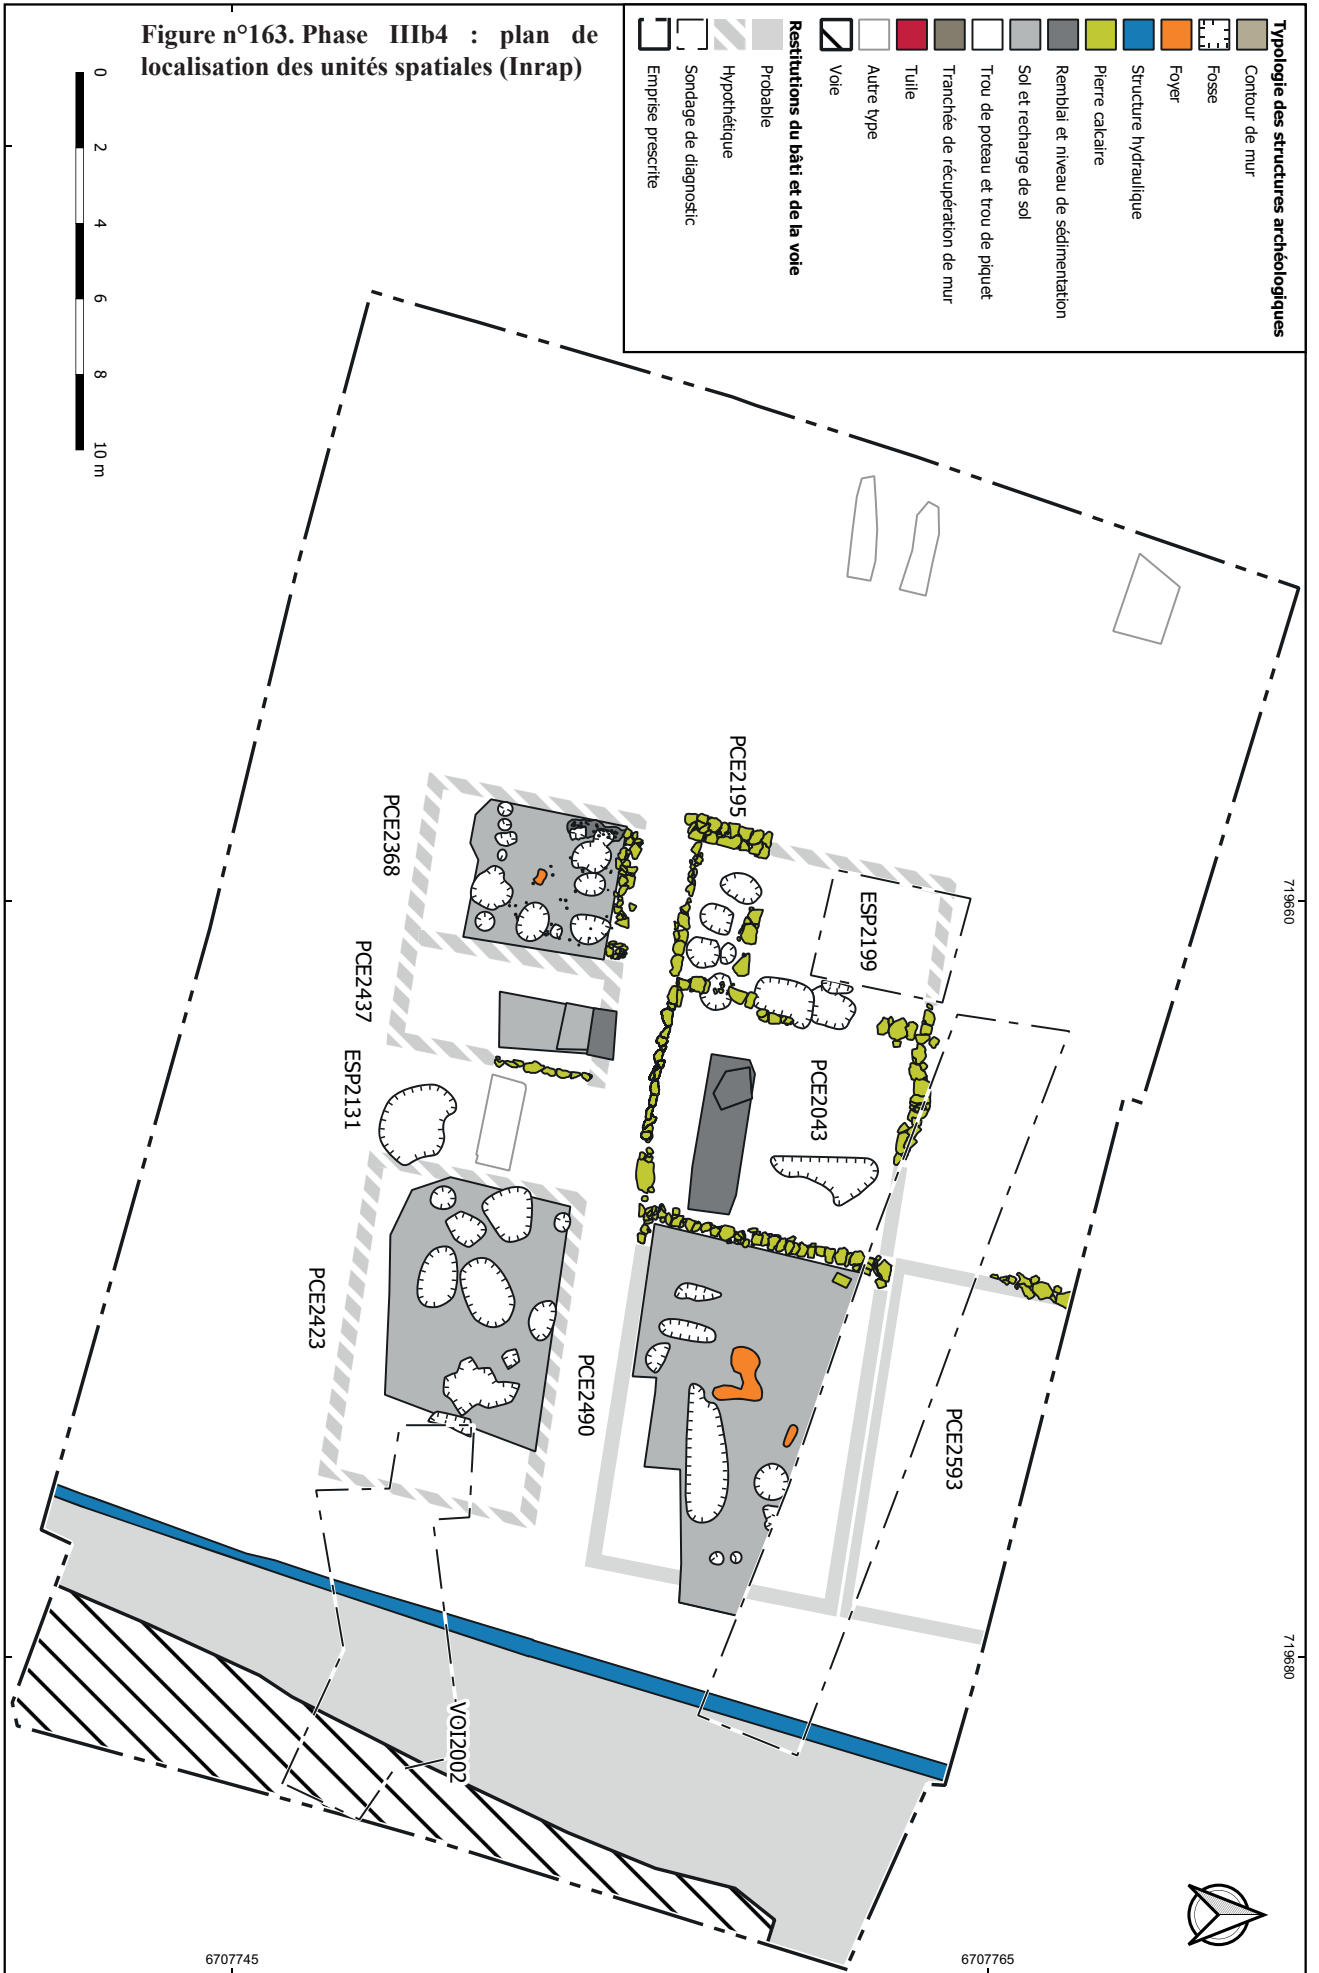 Figure n°163. Phase IIIb4 : plan de
localisation des unités spatiales (Inrap)
Typologie des structures archéologiques
Contour de mur
Fosse
Foyer
Structure hydraulique
Pierre calcaire
Remblai et niveau de sédimentation
Sol et recharge de sol
Trou de poteau et trou de piquet
Tranchée de récupération de mur
Tuile
Autre type
Voie
Restitutions du bâti et de la voie
Probable
Hypothétique
Sondage de diagnostic
Emprise prescrite
0 2 4 6 8 10 m
719660
719680
PCE2195
ESP2199
PCE2368
PCE2437
ESP2131
PCE2043
PCE2423
PCE2490
PCE2593
VOI2002
6707745
6707765